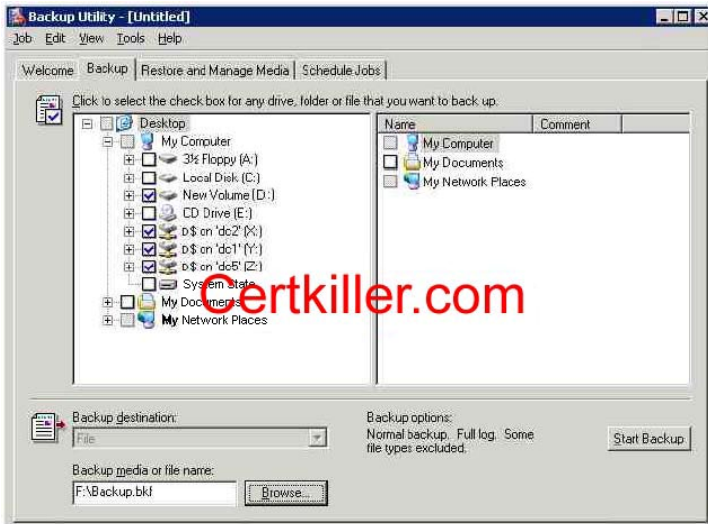 Backup Utility - [Untitled]
Job Edit View Tools Help
Welcome Backup Restore and Manage Media Schedule Jobs
Click to select the check box for any drive, folder or file that you want to back up.
Desktop
My Computer
3½ Floppy (A:)
Local Disk (C:)
New Volume (D:)
CD Drive (E:)
D$ on 'dc2' (X:)
D$ on 'dc1' (Y:)
D$ on 'dc5' (Z:)
System State
My Documents
My Network Places
Name Comment
My Computer
My Documents
My Network Places
Certkiller.com
Backup destination:
File
Backup media or file name:
F:\Backup.bkf
Browse...
Backup options:
Normal backup. Full log. Some
file types excluded.
Start Backup